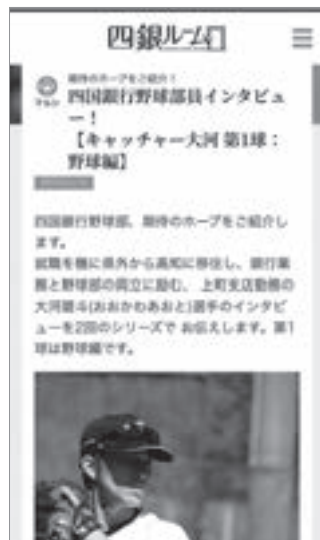 四銀ルーム
期待のホープをご紹介！
四国銀行野球部員インタビュ
ー！
【キャッチャー大河 第1球：
野球編】
四国銀行野球部、期待のホープをご紹介し
ます。
就職を機に県外から高知に移住し、銀行業
務と野球部の両立に励む、上町支店勤務の
大河碧斗(おおかわあおと)選手のインタビ
ューを2回のシリーズで お伝えします。第1
球は野球編です。